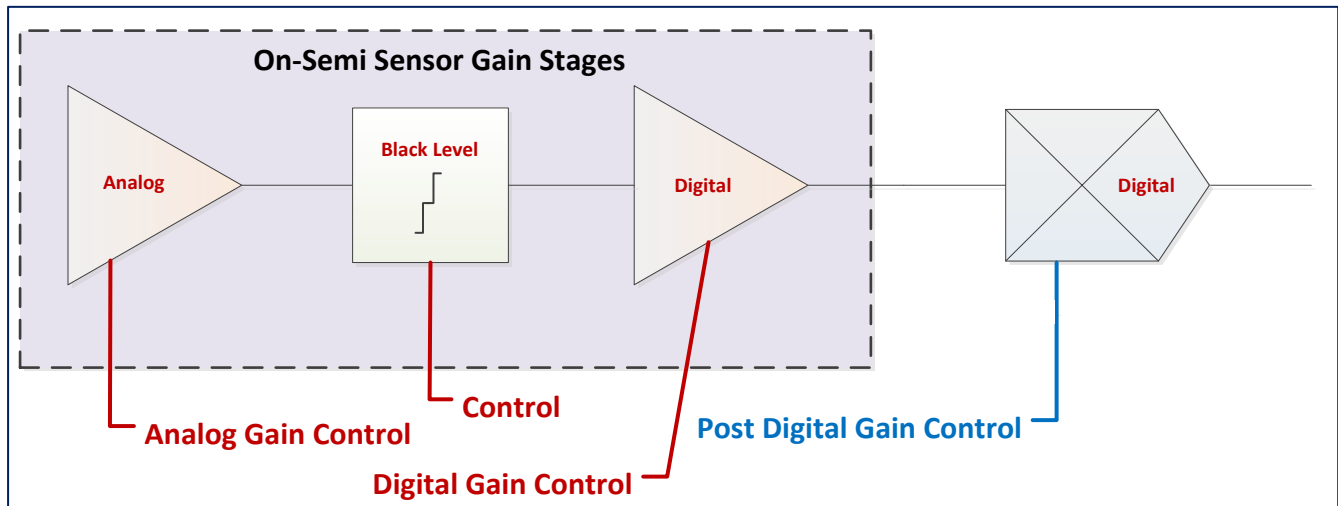 On-Semi Sensor Gain Stages
Analog
Black Level
Digital
Digital
Analog Gain Control
Control
Digital Gain Control
Post Digital Gain Control